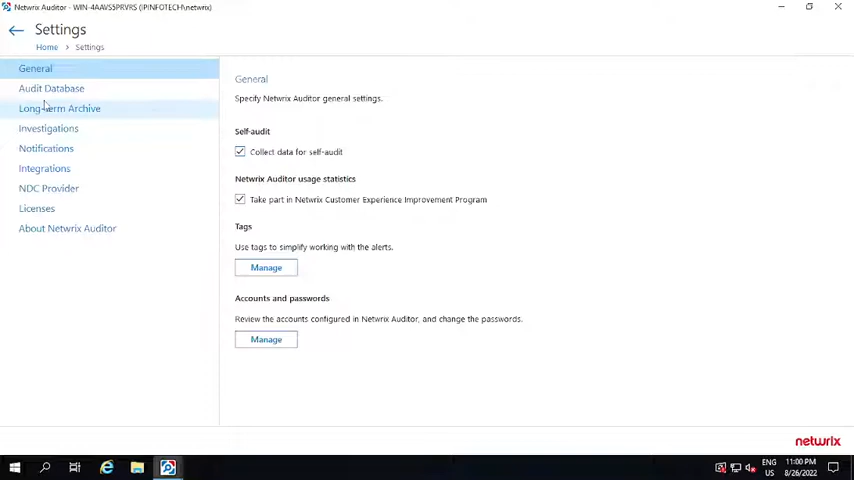 Netwrix Auditor - WIN-4AAVS5PRVRS (IPINFOTECH\netwrix)
Settings
Home > Settings
General
Audit Database
Long-Term Archive
Investigations
Notifications
Integrations
NDC Provider
Licenses
About Netwrix Auditor
General
Specify Netwrix Auditor general settings.
Self-audit
Collect data for self-audit
Netwrix Auditor usage statistics
Take part in Netwrix Customer Experience Improvement Program
Tags
Use tags to simplify working with the alerts.
Manage
Accounts and passwords
Review the accounts configured in Netwrix Auditor, and change the passwords.
Manage
netwrix
ENG
US
11:00 PM
8/26/2022